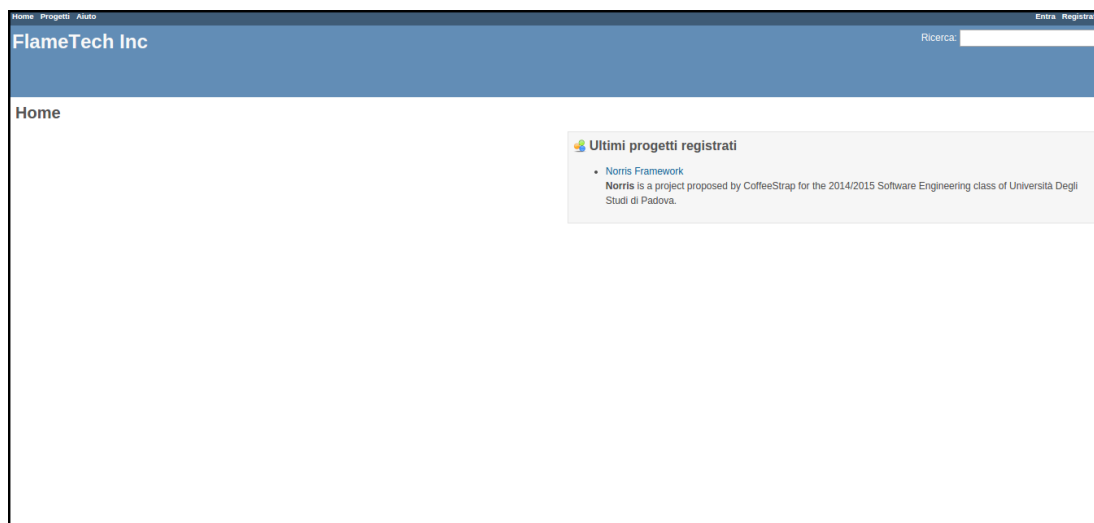 Home Progetti Aiuto
Entra
FlameTech Inc
Ricerca:
Home
Ultimi progetti registrati
Norris Framework
Norris is a project proposed by CoffeeStrap for the 2014/2015 Software Engineering class of Università Degli
Studi di Padova.